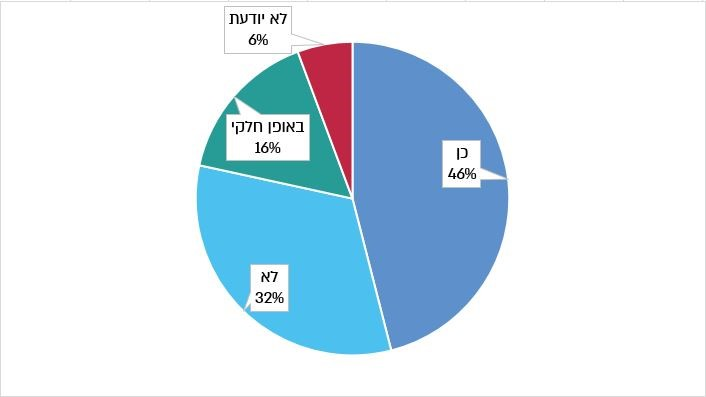 לא יודעת
6%
באופן חלקי
16%
כן
46%
לא
32%